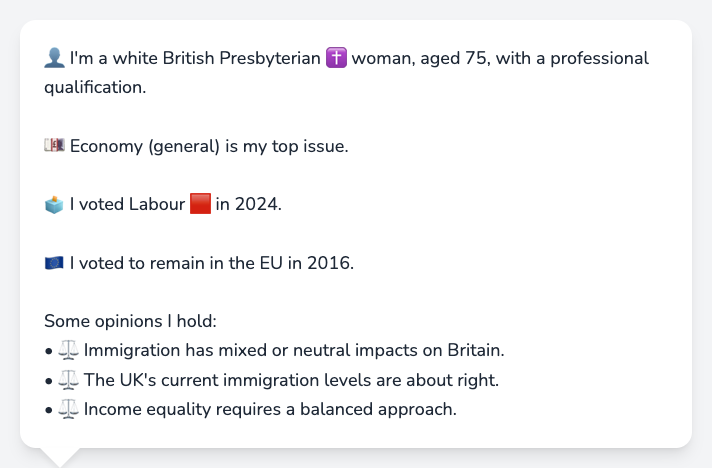 👤 I'm a white British Presbyterian ✝️ woman, aged 75, with a professional
qualification.
💷 Economy (general) is my top issue.
🗳️ I voted Labour 🟥 in 2024.
🇪🇺 I voted to remain in the EU in 2016.
Some opinions I hold:
• ⚖️ Immigration has mixed or neutral impacts on Britain.
• ⚖️ The UK's current immigration levels are about right.
• ⚖️ Income equality requires a balanced approach.